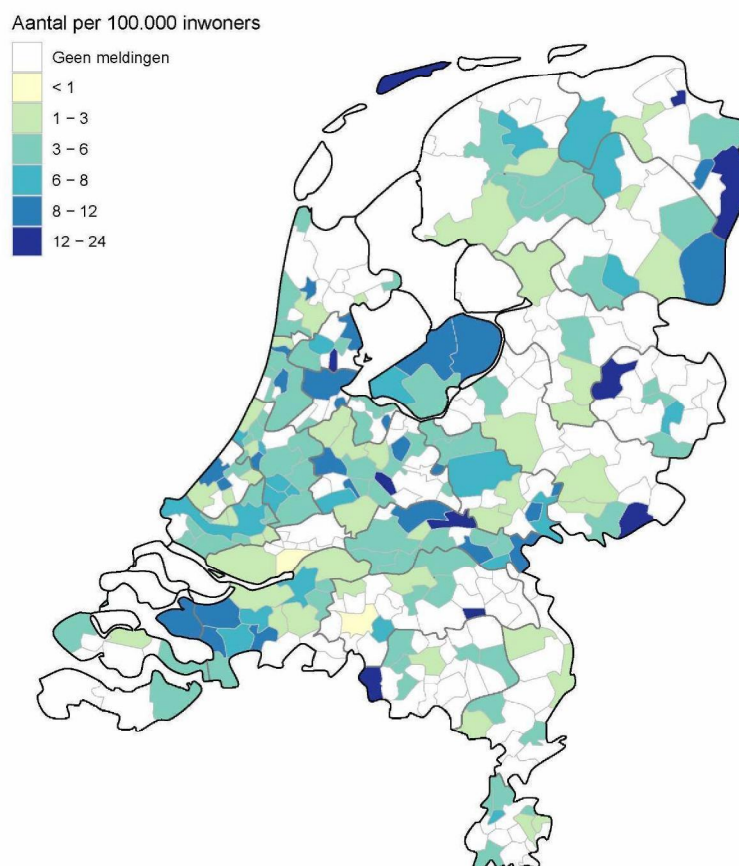 Aantal per 100.000 inwoners
Geen meldingen
< 1
1 – 3
3 – 6
6 – 8
8 – 12
12 – 24